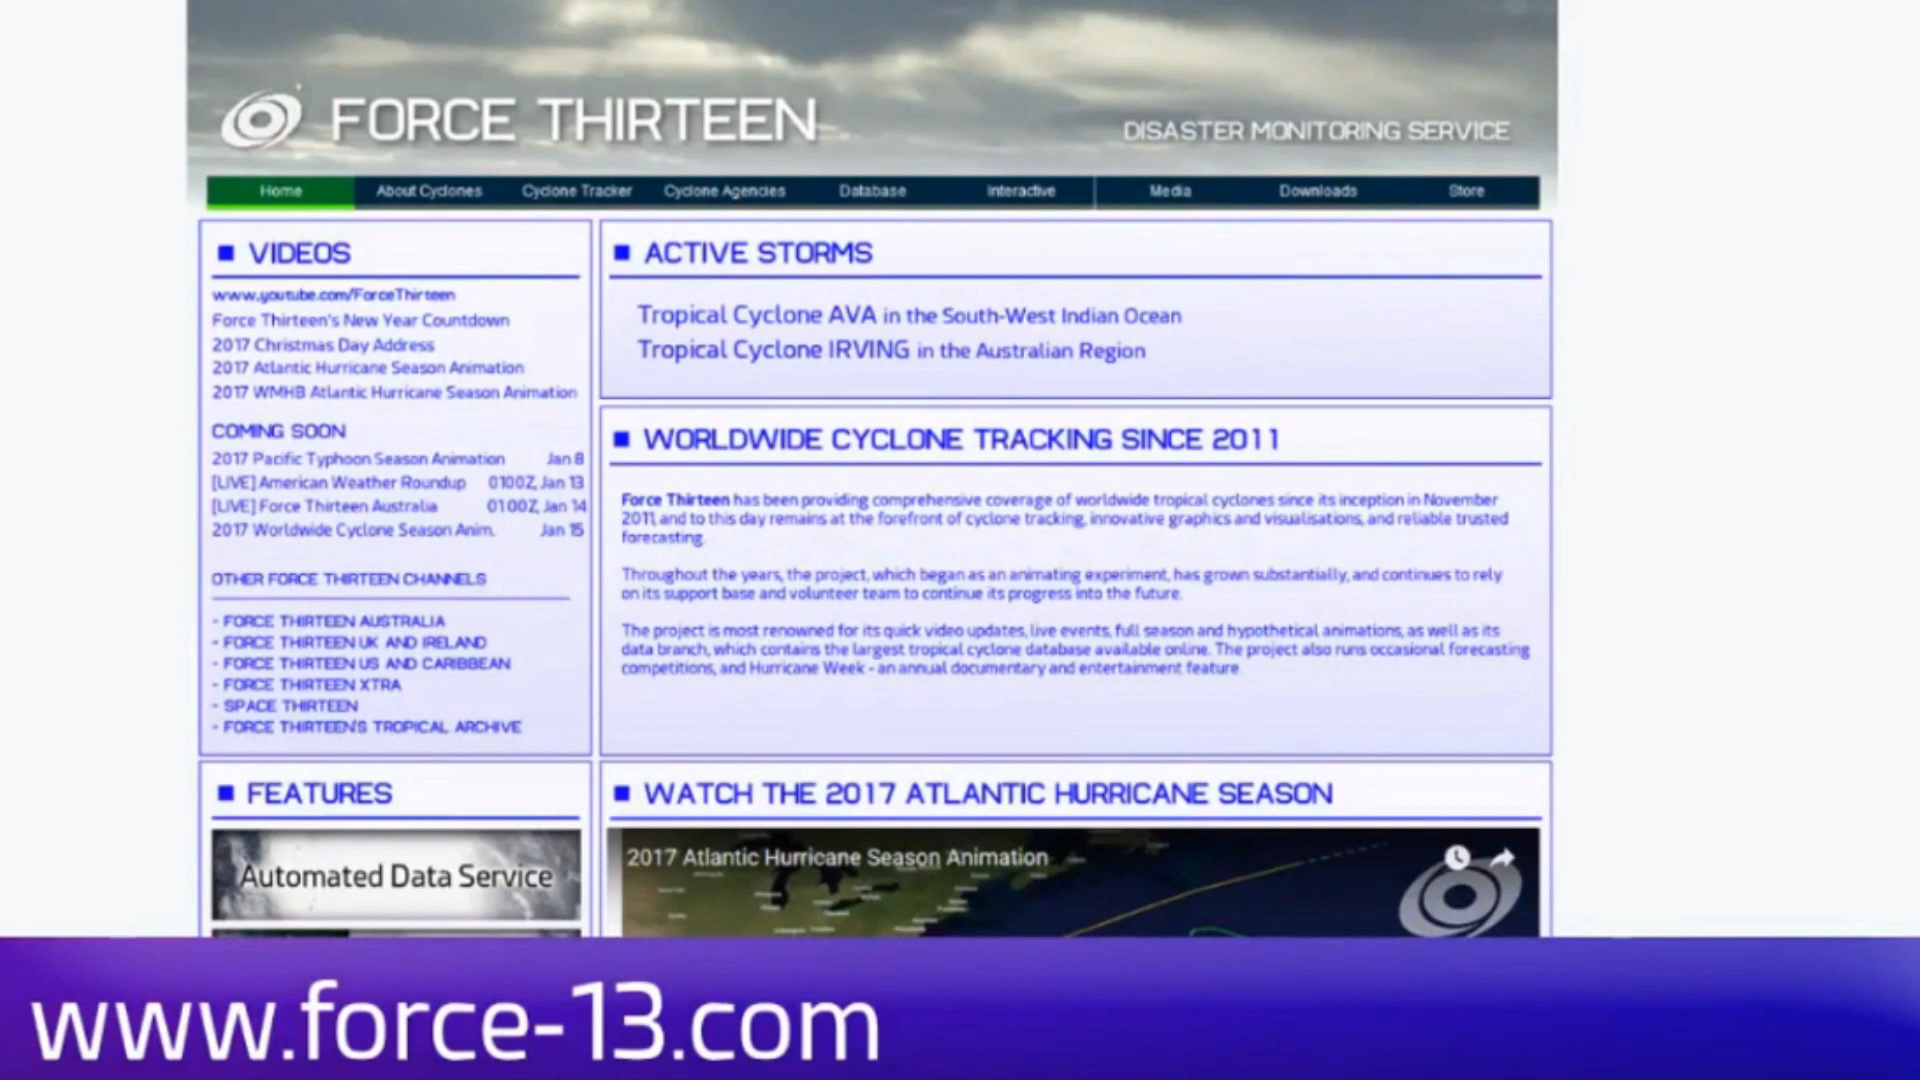 FORCE THIRTEEN
DISASTER MONITORING SERVICE
Home About Cyclones Cyclone Tracker Cyclone Agencies Database Interactive Media Downloads Store
VIDEOS
www.youtube.com/ForceThirteen
Force Thirteen's New Year Countdown
2017 Christmas Day Address
2017 Atlantic Hurricane Season Animation
2017 WMHB Atlantic Hurricane Season Animation
COMING SOON
2017 Pacific Typhoon Season Animation Jan 8
[LIVE] American Weather Roundup 0100Z, Jan 13
[LIVE] Force Thirteen Australia 0100Z, Jan 14
2017 Worldwide Cyclone Season Anim. Jan 15
OTHER FORCE THIRTEEN CHANNELS
- FORCE THIRTEEN AUSTRALIA
- FORCE THIRTEEN UK AND IRELAND
- FORCE THIRTEEN US AND CARIBBEAN
- FORCE THIRTEEN XTRA
- SPACE THIRTEEN
- FORCE THIRTEEN'S TROPICAL ARCHIVE
ACTIVE STORMS
Tropical Cyclone AVA in the South-West Indian Ocean
Tropical Cyclone IRVING in the Australian Region
WORLDWIDE CYCLONE TRACKING SINCE 2011
Force Thirteen has been providing comprehensive coverage of worldwide tropical cyclones since its inception in November
2011, and to this day remains at the forefront of cyclone tracking, innovative graphics and visualisations, and reliable trusted
forecasting.
Throughout the years, the project, which began as an animating experiment, has grown substantially, and continues to rely
on its support base and volunteer team to continue its progress into the future.
The project is most renowned for its quick video updates, live events, full season and hypothetical animations, as well as its
data branch, which contains the largest tropical cyclone database available online. The project also runs occasional forecasting
competitions, and Hurricane Week - an annual documentary and entertainment feature.
FEATURES
Automated Data Service
WATCH THE 2017 ATLANTIC HURRICANE SEASON
2017 Atlantic Hurricane Season Animation
www.force-13.com